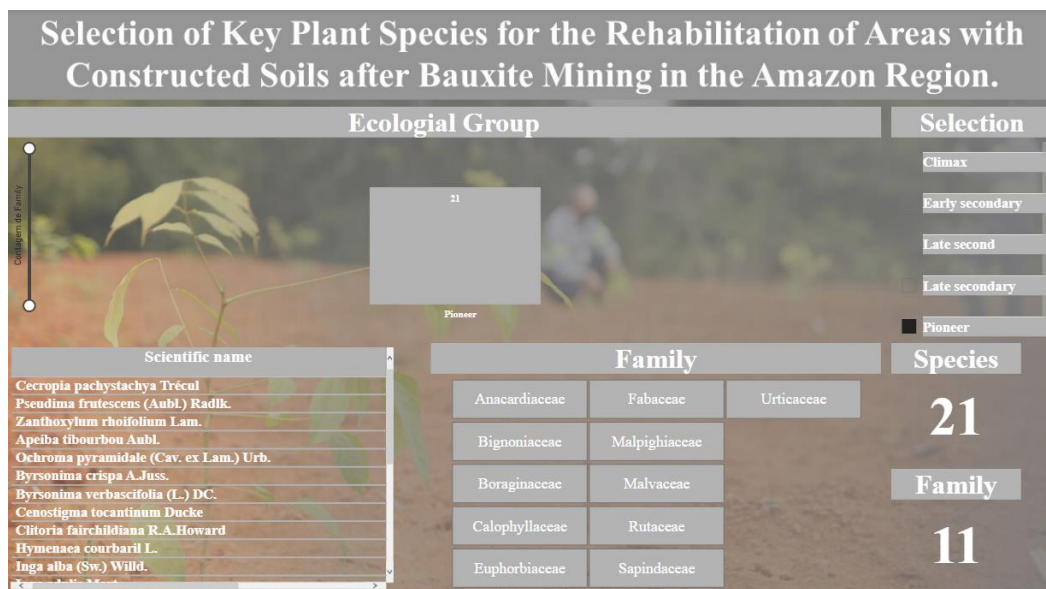 Selection of Key Plant Species for the Rehabilitation of Areas with
Constructed Soils after Bauxite Mining in the Amazon Region.
Ecologial Group
Selection
Contagem de Family
21
Pioneer
Climax
Early secondary
Late second
Late secondary
Pioneer
Scientific name
Cecropia pachystachya Trécul
Pseudima frutescens (Aubl.) Radlk.
Zanthoxylum rhoifolium Lam.
Apeiba tibourbou Aubl.
Ochroma pyramidale (Cav. ex Lam.) Urb.
Byrsonima crispa A.Juss.
Byrsonima verbascifolia (L.) DC.
Cenostigma tocantinum Ducke
Clitoria fairchildiana R.A.Howard
Hymenaea courbaril L.
Inga alba (Sw.) Willd.
Family
Anacardiaceae
Fabaceae
Urticaceae
Bignoniaceae
Malpighiaceae
Boraginaceae
Malvaceae
Calophyllaceae
Rutaceae
Euphorbiaceae
Sapindaceae
Species
21
Family
11